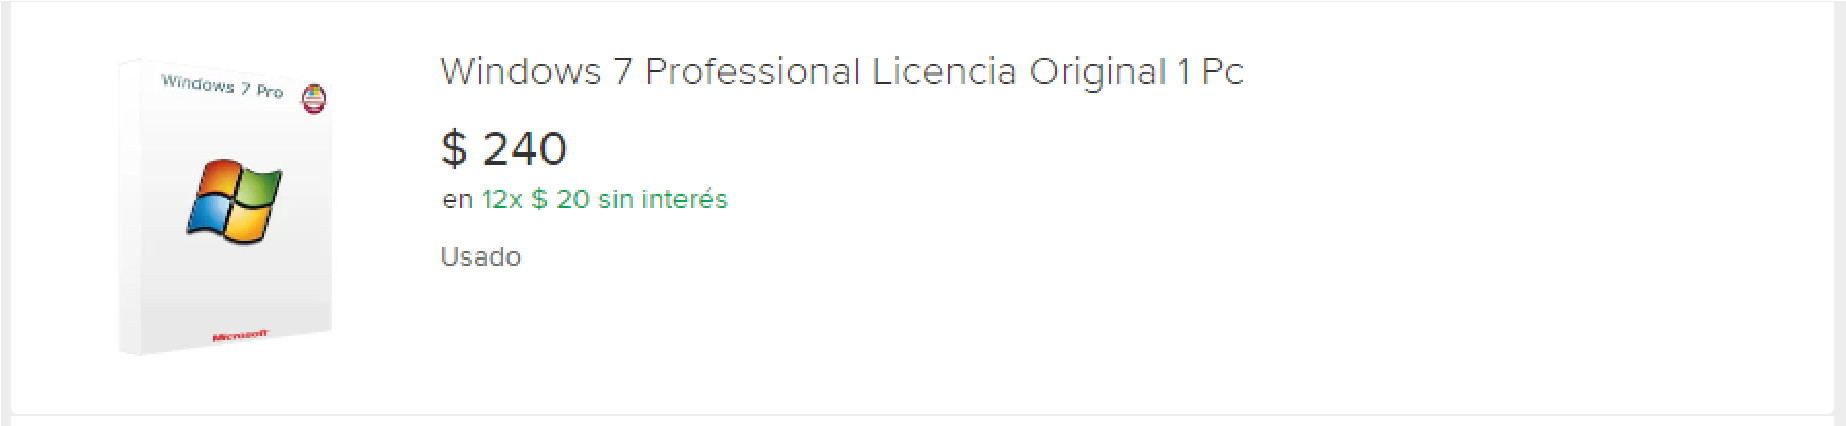 Windows 7 Pro
Microsoft
Windows 7 Professional Licencia Original 1 Pc
$ 240
en 12x $ 20 sin interés
Usado